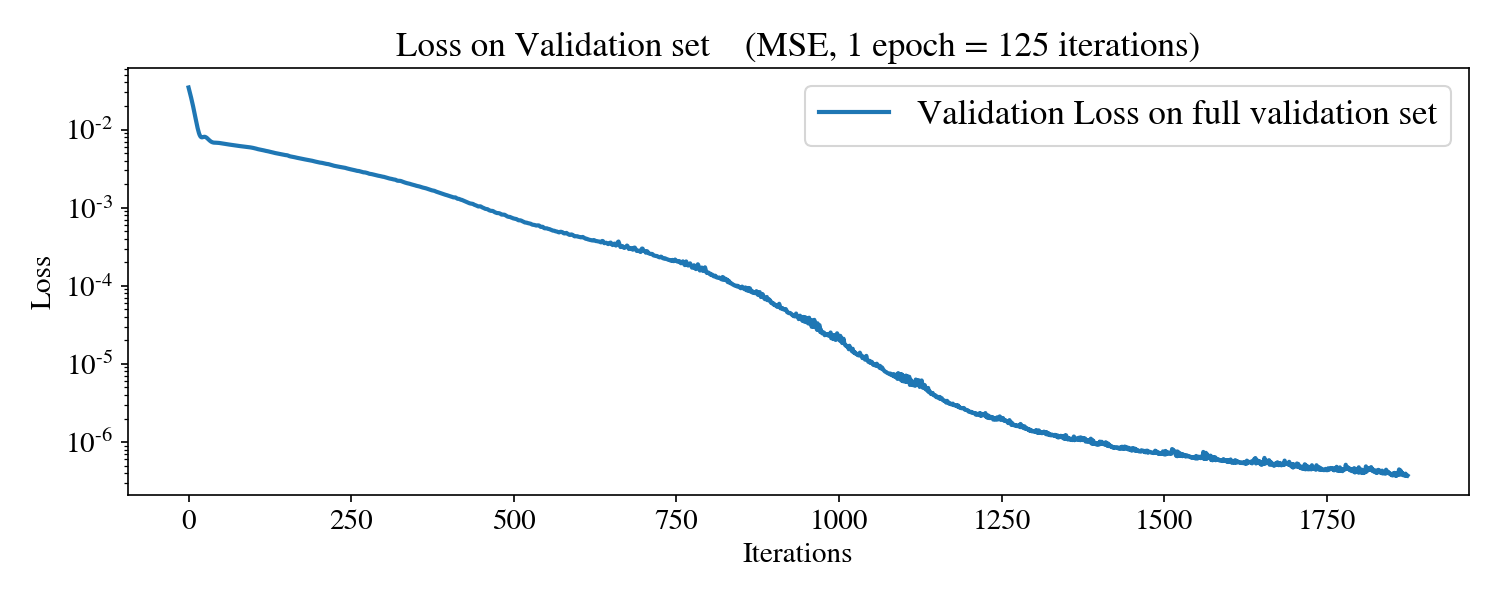 Loss on Validation set (MSE, 1 epoch = 125 iterations)
Validation Loss on full validation set
Loss
10^-2
10^-3
10^-4
10^-5
10^-6
0 250 500 750 1000 1250 1500 1750
Iterations